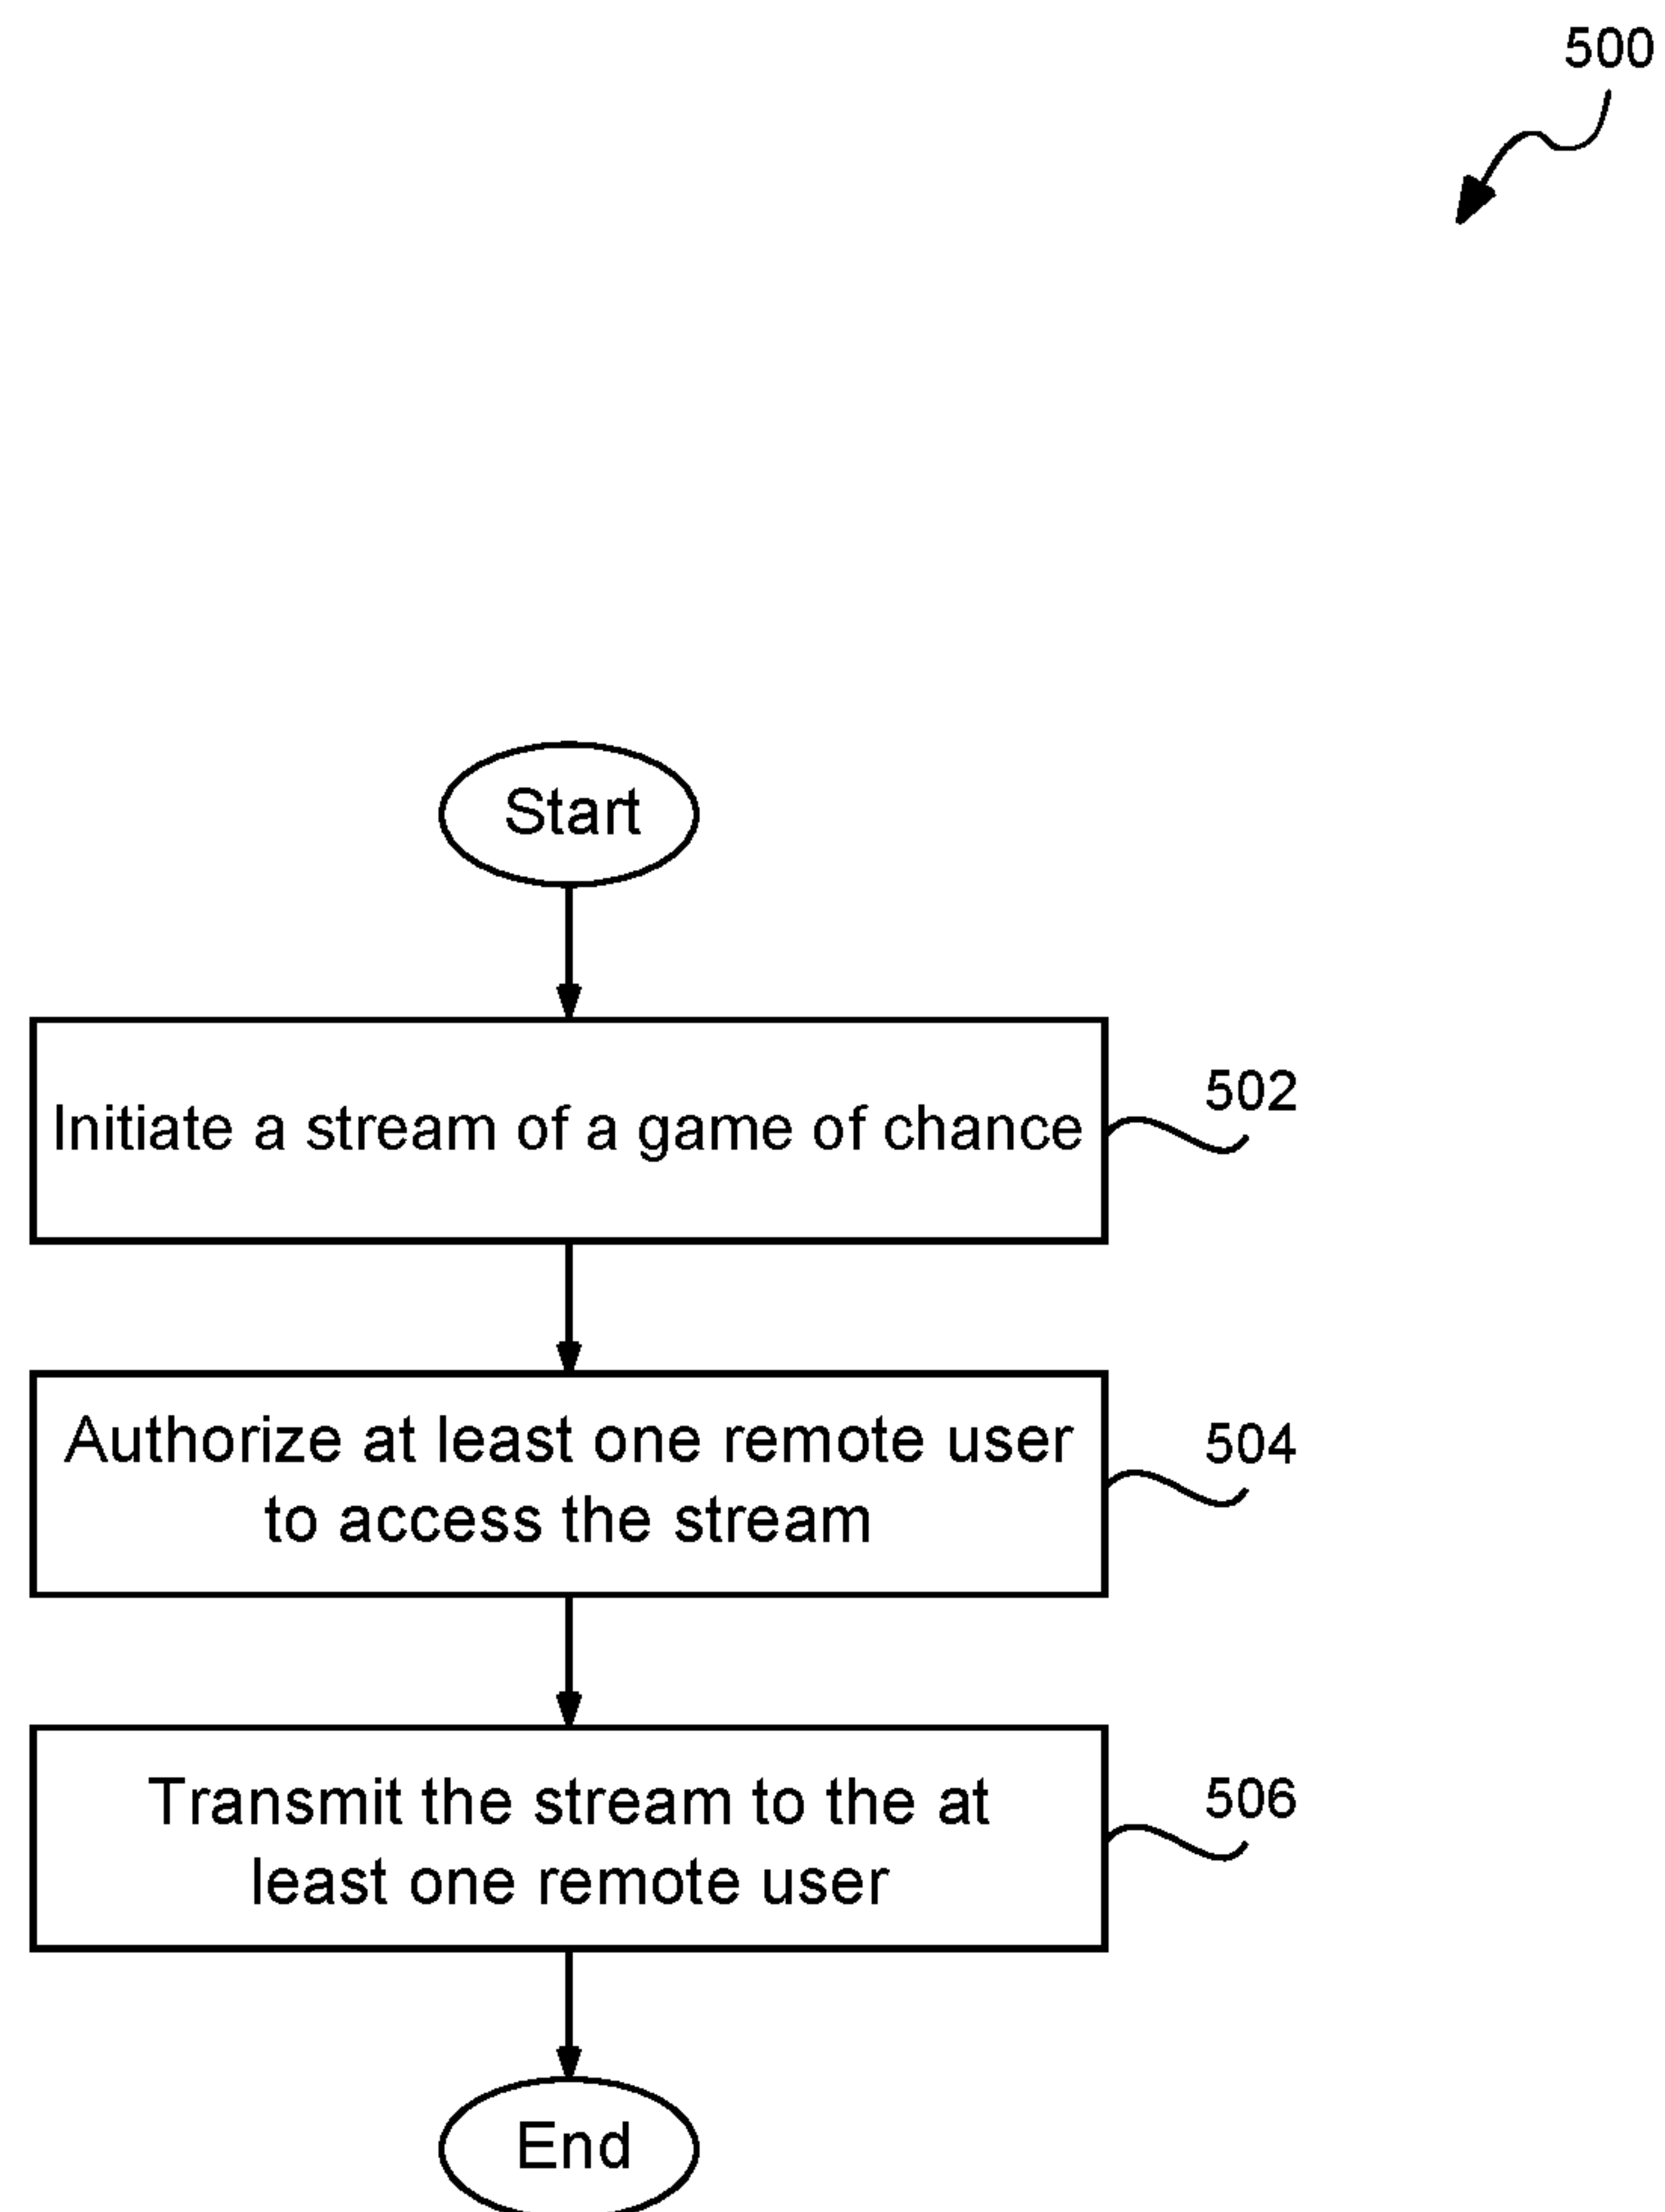 500
Start
Initiate a stream of a game of chance
502
Authorize at least one remote user
to access the stream
504
Transmit the stream to the at
least one remote user
506
End